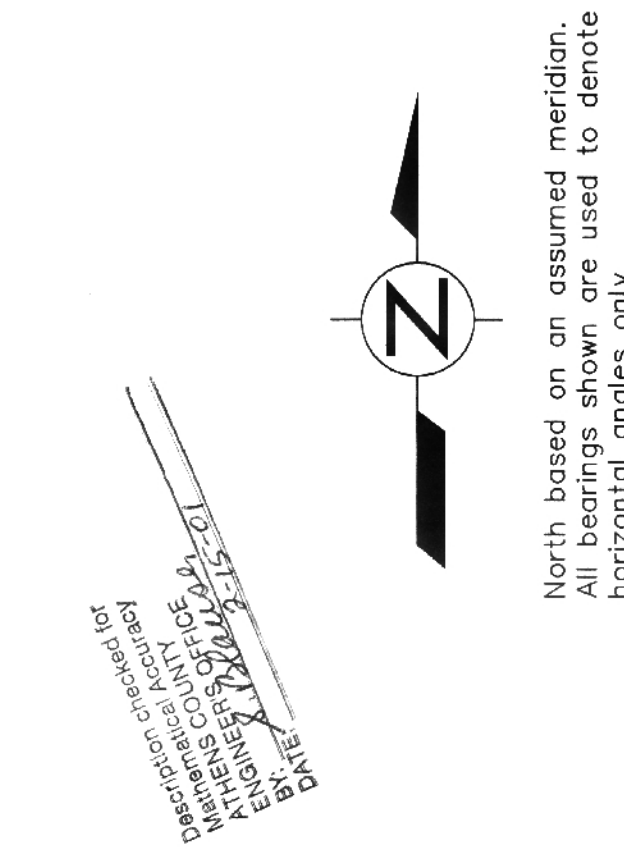 Description checked for
Mathematical Accuracy
ATHENS COUNTY
ENGINEER'S OFFICE
BY:
DATE: 2-15-01
N
North based on an assumed meridian.
All bearings shown are used to denote
horizontal angles only